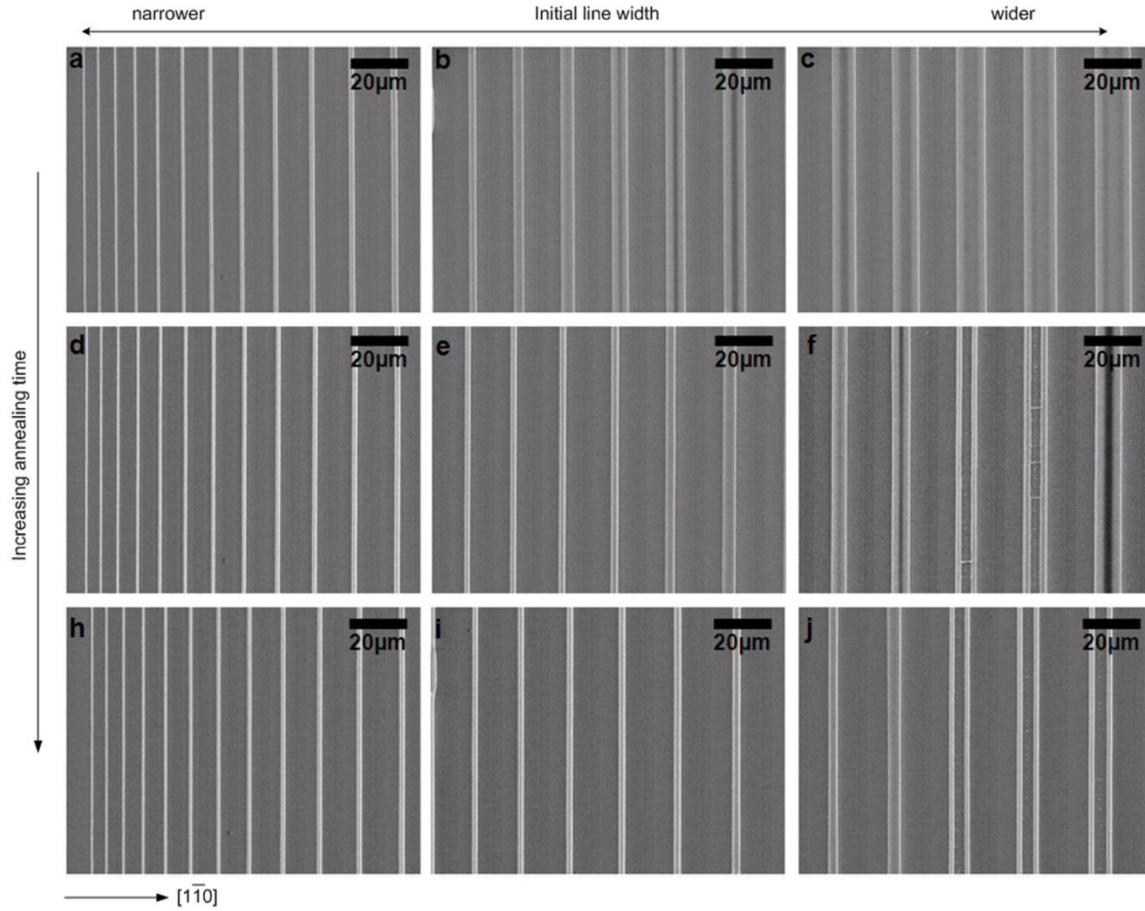 narrower Initial line width wider
a 20μm b 20μm c 20μm
Increasing annealing time
d 20μm e 20μm f 20μm
h 20μm i 20μm j 20μm
[11̅0]